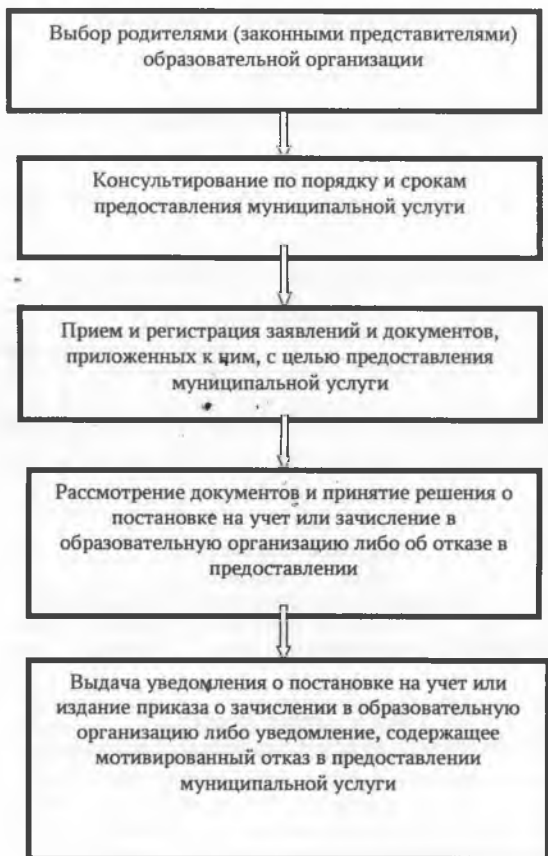 Выбор родителями (законными представителями)
образовательной организации
Консультирование по порядку и срокам
предоставления муниципальной услуги
Прием и регистрация заявлений и документов,
приложенных к ним, с целью предоставления
муниципальной услуги
Рассмотрение документов и принятие решения о
постановке на учет или зачисление в
образовательную организацию либо об отказе в
предоставлении
Выдача уведомления о постановке на учет или
издание приказа о зачислении в образовательную
организацию либо уведомление, содержащее
мотивированный отказ в предоставлении
муниципальной услуги